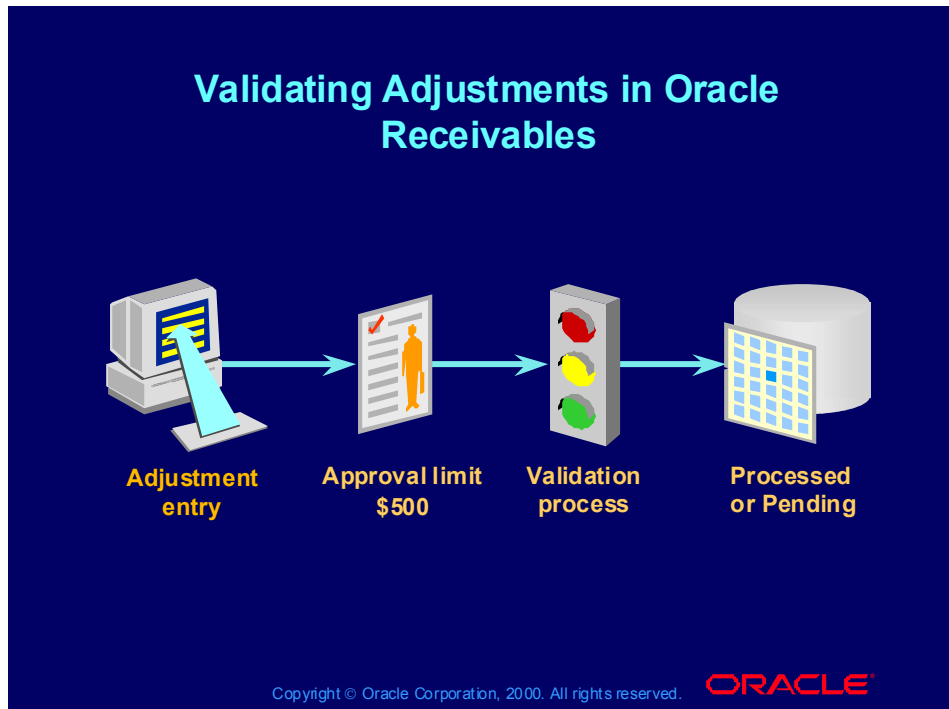 Validating Adjustments in Oracle
Receivables
Adjustment
entry
Approval limit
$500
Validation
process
Processed
or Pending
Copyright © Oracle Corporation, 2000. All rights reserved.
ORACLE®